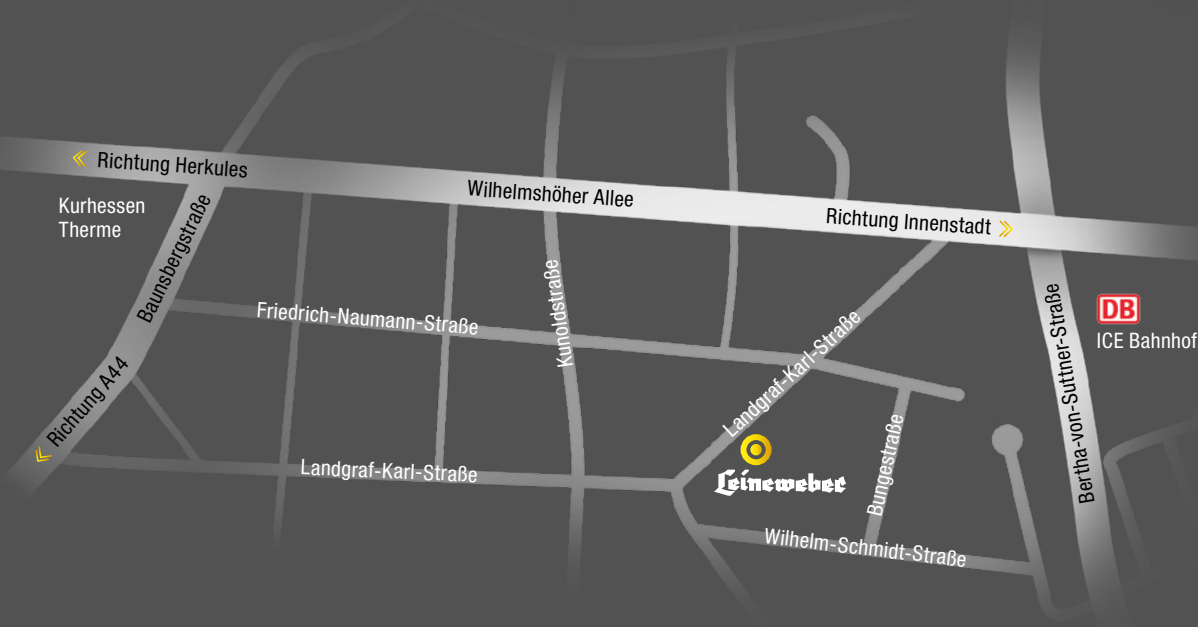 Richtung Herkules
Wilhelmshöher Allee
Richtung Innenstadt
Kurhessen
Therme
Baunsbergstraße
Richtung A44
Friedrich-Naumann-Straße
Kunoldstraße
Landgraf-Karl-Straße
Bertha-von-Suttner-Straße
DB
ICE Bahnhof
Landgraf-Karl-Straße
Leineweber
Bungestraße
Wilhelm-Schmidt-Straße